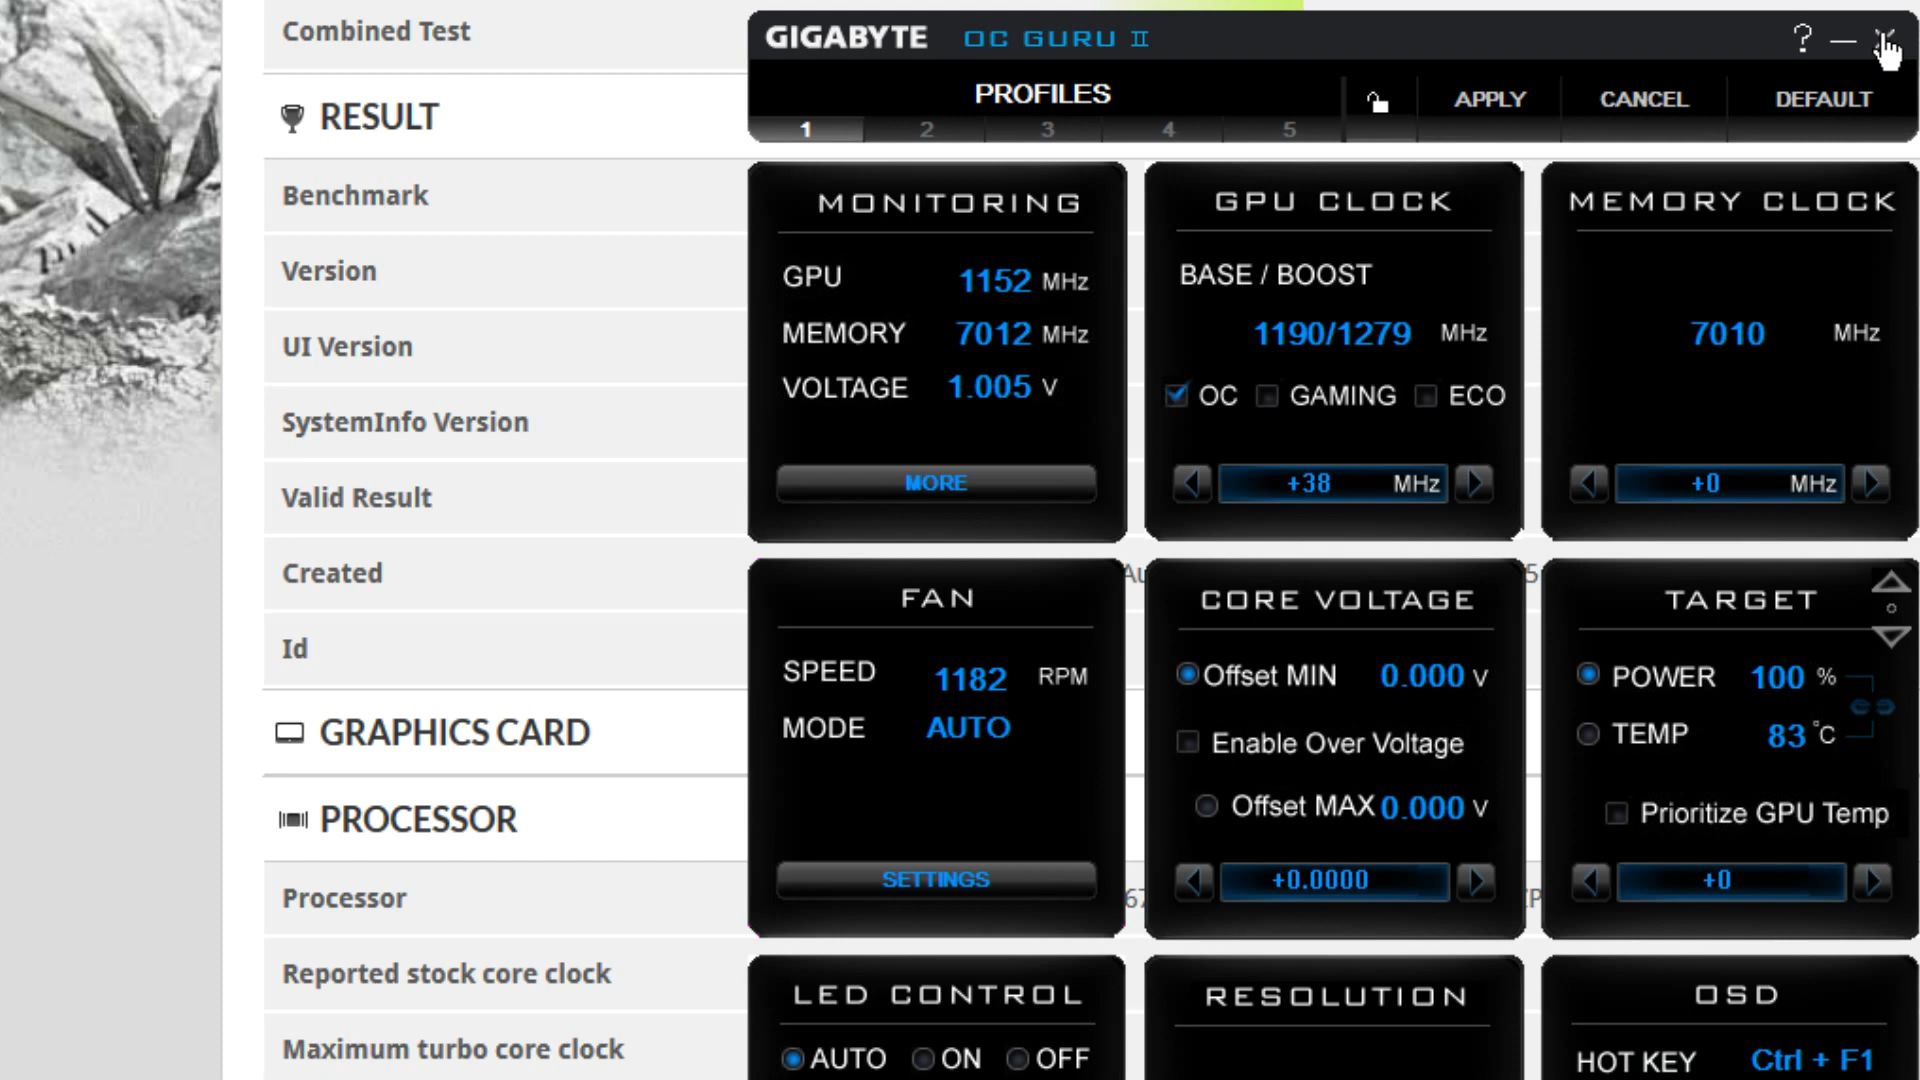 Combined Test
RESULT
Benchmark
Version
UI Version
SystemInfo Version
Valid Result
Created
Id
GRAPHICS CARD
PROCESSOR
Processor
Reported stock core clock
Maximum turbo core clock
GIGABYTE OC GURU II
? —
PROFILES
1 2 3 4 5
APPLY CANCEL DEFAULT
MONITORING
GPU 1152 MHz
MEMORY 7012 MHz
VOLTAGE 1.005 V
MORE
GPU CLOCK
BASE / BOOST
1190/1279 MHz
OC GAMING ECO
+38 MHz
MEMORY CLOCK
7010 MHz
+0 MHz
FAN
SPEED 1182 RPM
MODE AUTO
SETTINGS
CORE VOLTAGE
Offset MIN 0.000 V
Enable Over Voltage
Offset MAX 0.000 V
+0.0000
TARGET
POWER 100 %
TEMP 83 °C
Prioritize GPU Temp
+0
LED CONTROL
AUTO ON OFF
RESOLUTION
OSD
HOT KEY Ctrl + F1